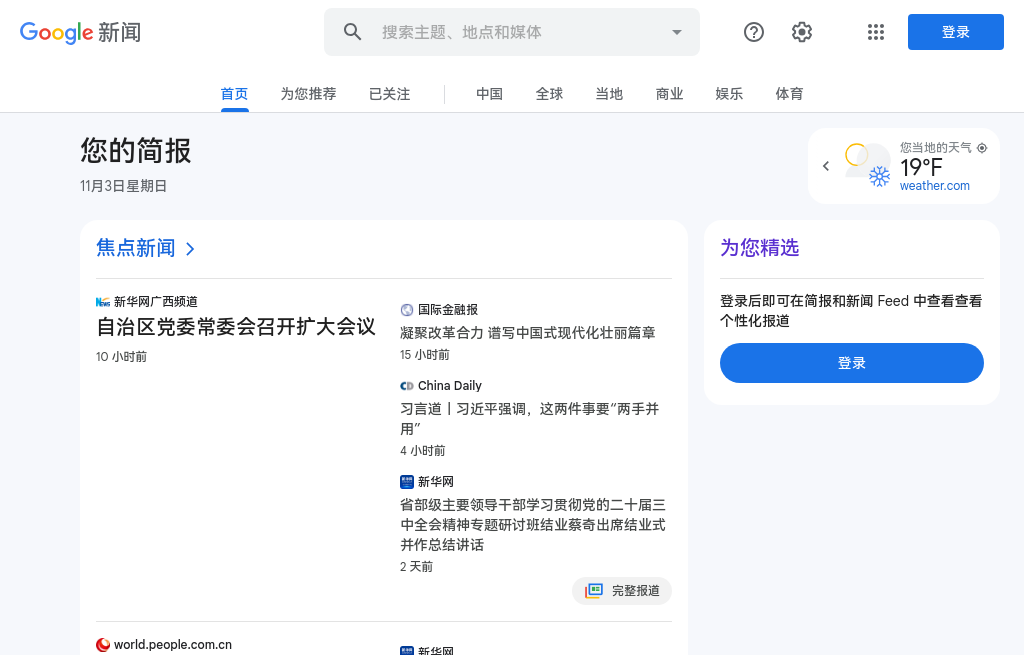 Google 新闻
搜索主题、地点和媒体
登录
首页
为您推荐
已关注
中国
全球
当地
商业
娱乐
体育
您的简报
11月3日星期日
您当地的天气
19°F
weather.com
焦点新闻
新华网广西频道
自治区党委常委会召开扩大会议
10 小时前
国际金融报
凝聚改革合力 谱写中国式现代化壮丽篇章
15 小时前
China Daily
习言道丨习近平强调，这两件事要“两手并
用”
4 小时前
新华网
省部级主要领导干部学习贯彻党的二十届三
中全会精神专题研讨班结业蔡奇出席结业式
并作总结讲话
2 天前
完整报道
world.people.com.cn
新华网
为您精选
登录后即可在简报和新闻 Feed 中查看查看
个性化报道
登录